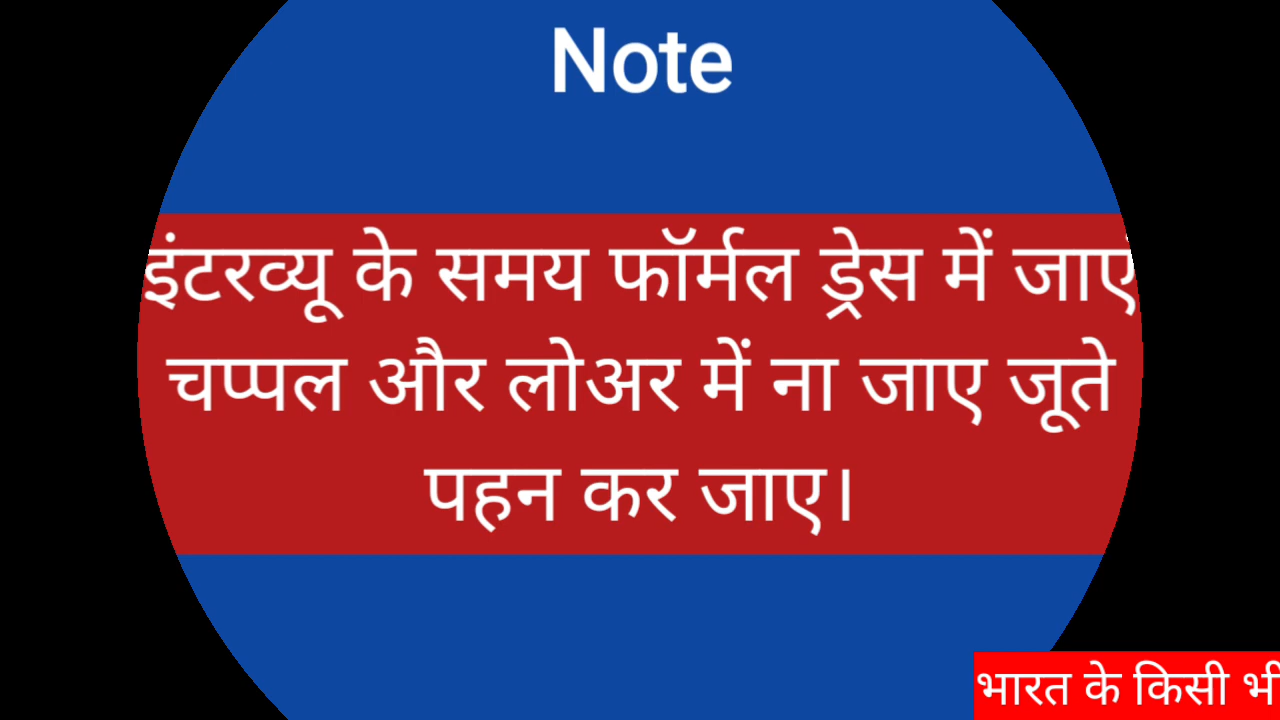 Note
इंटरव्यू के समय फॉर्मल ड्रेस में जाए
चप्पल और लोअर में ना जाए जूते
पहन कर जाए।
भारत के किसी भी